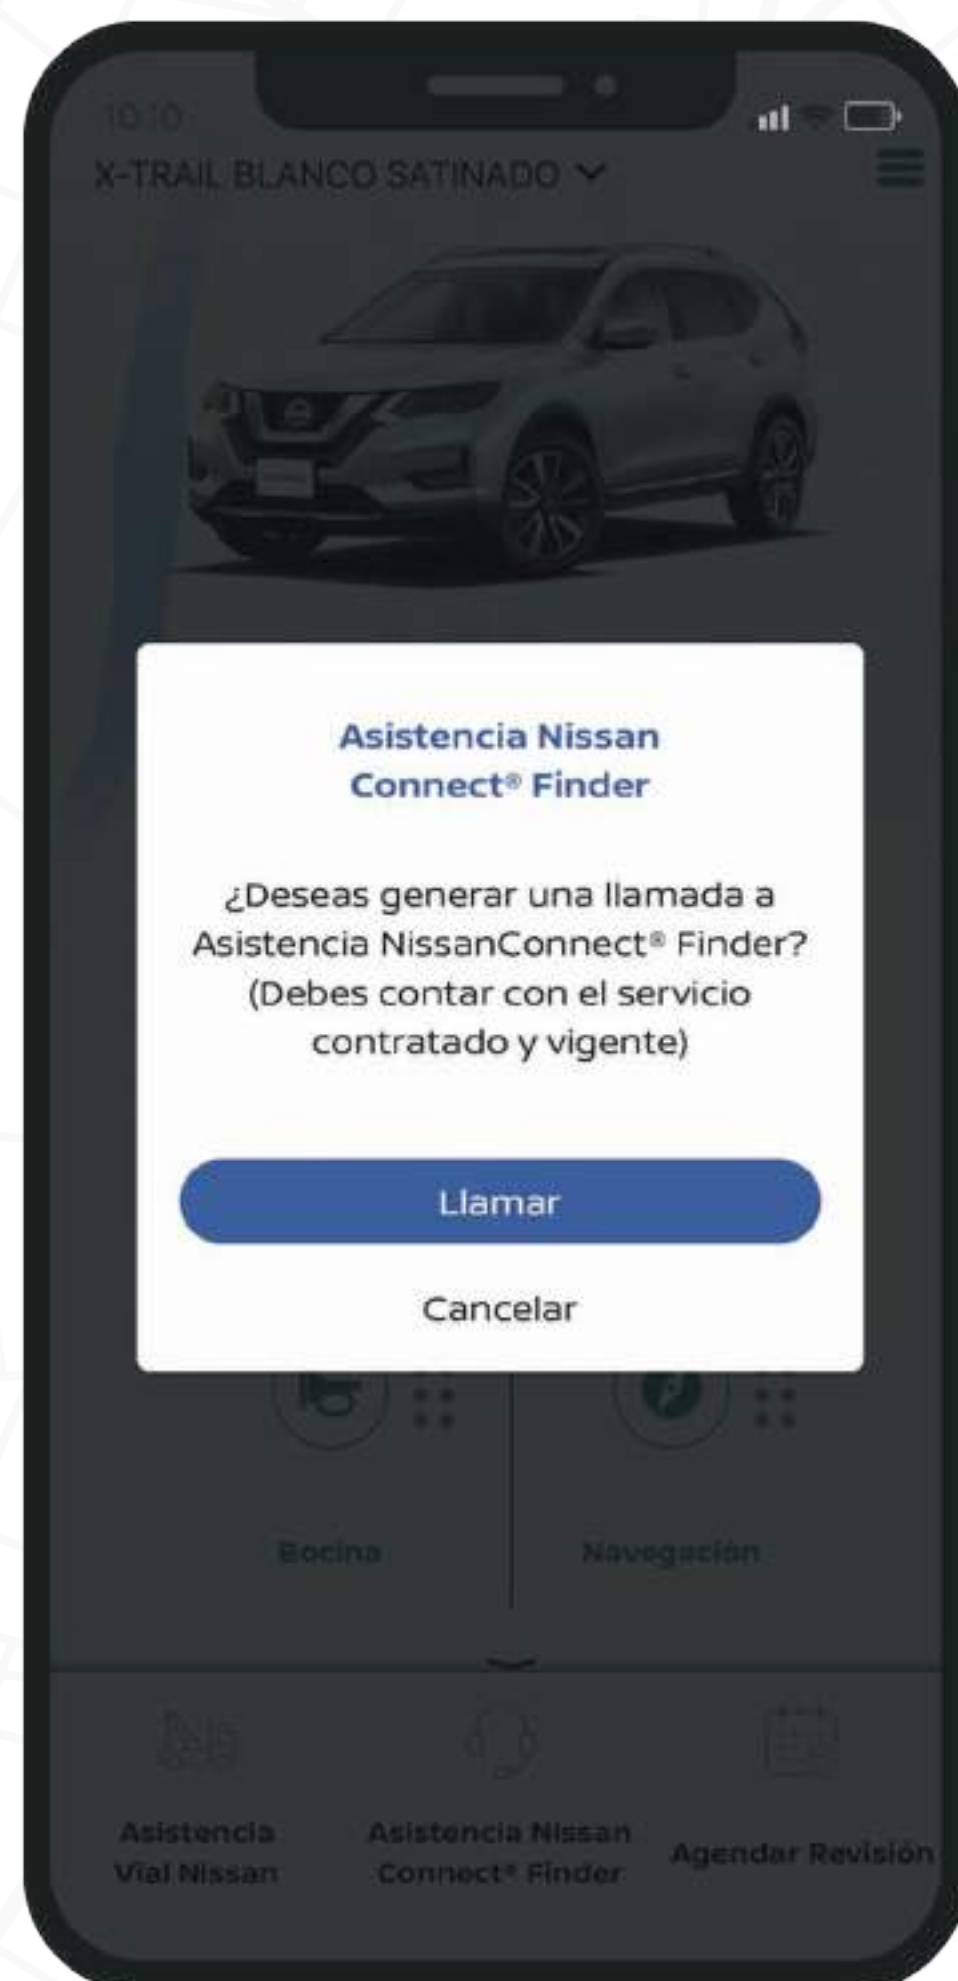 10:10
X-TRAIL BLANCO SATINADO
Asistencia Nissan
Connect® Finder
¿Deseas generar una llamada a
Asistencia NissanConnect® Finder?
(Debes contar con el servicio
contratado y vigente)
Llamar
Cancelar
Bocina
Navegación
Asistencia
Vial Nissan
Asistencia Nissan
Connect® Finder
Agendar Revisión